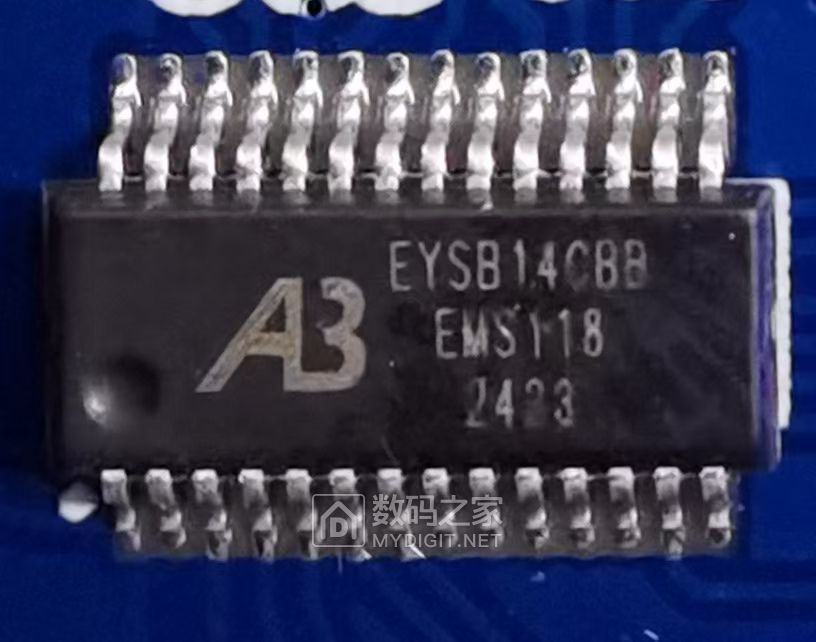 AB
EYSB14CBB
EMS118
2423
数码之家
MYDIGIT.NET